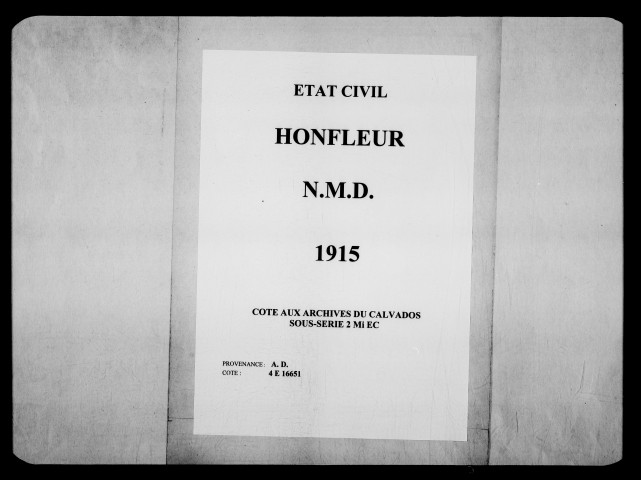 ETAT CIVIL
HONFLEUR
N.M.D.
1915
COTE AUX ARCHIVES DU CALVADOS
SOUS-SERIE 2 Mi EC
PROVENANCE : A. D.
COTE : 4 E 16651